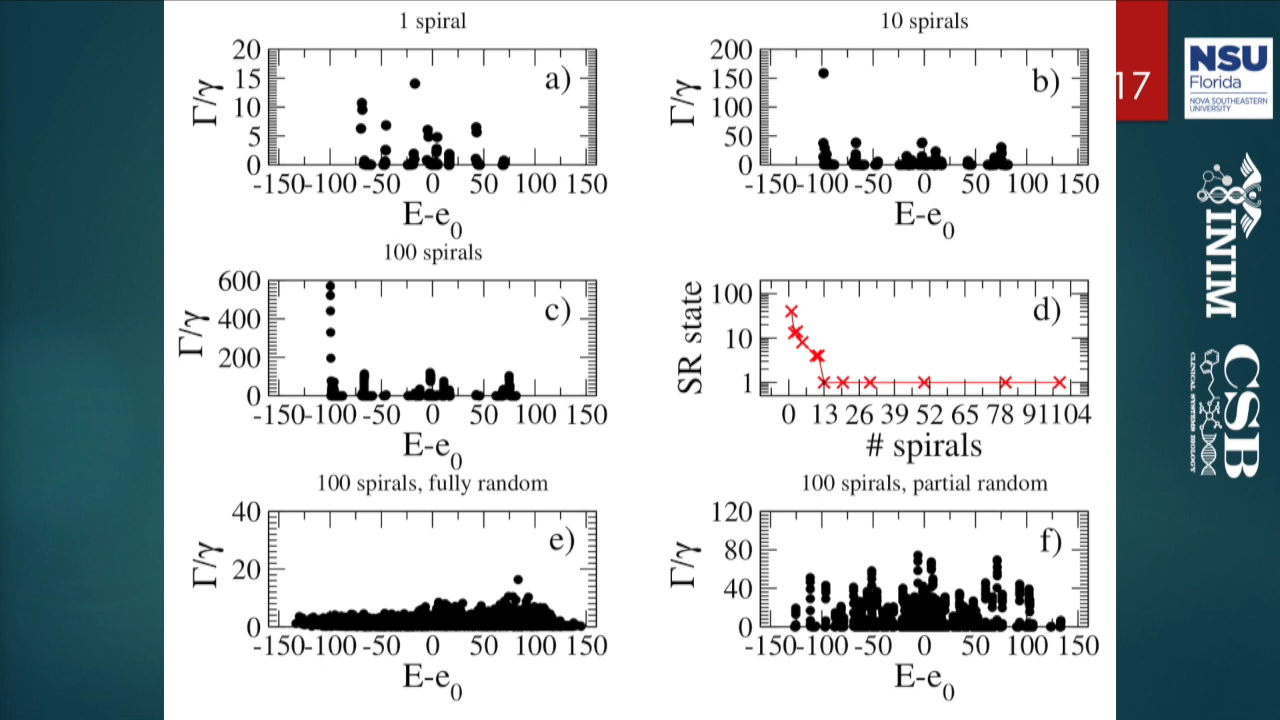 1 spiral
20
15
10
5
0
Γ/γ
a)
-150
-100
-50
0
50
100
150
E-e0
10 spirals
200
150
100
50
0
Γ/γ
b)
-150
-100
-50
0
50
100
150
E-e0
100 spirals
600
400
200
0
Γ/γ
c)
-150
-100
-50
0
50
100
150
E-e0
100
10
1
SR state
d)
0
13
26
39
52
65
78
91
104
# spirals
100 spirals, fully random
40
20
0
Γ/γ
e)
-150
-100
-50
0
50
100
150
E-e0
100 spirals, partial random
120
80
40
0
Γ/γ
f)
-150
-100
-50
0
50
100
150
E-e0
17
NSU
Florida
NOVA SOUTHEASTERN
UNIVERSITY
INIM
CSB
CLINICAL SYSTEMS BIOLOGY